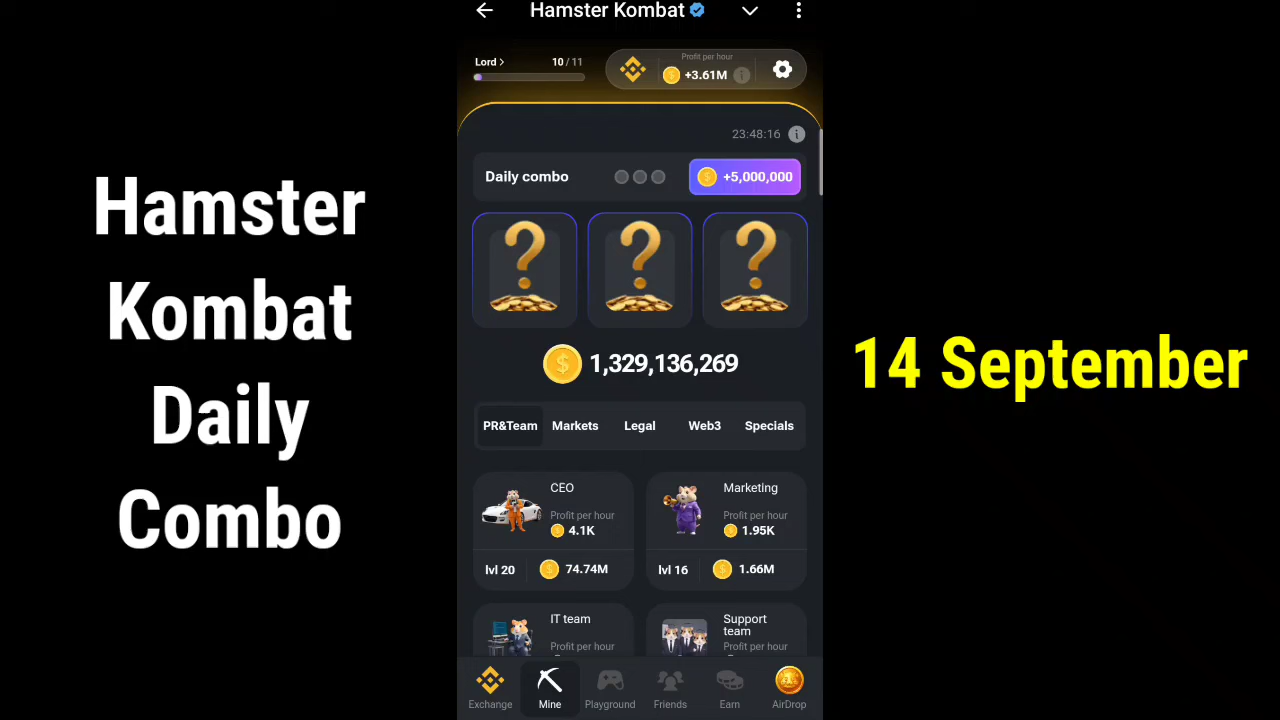 Hamster
Kombat
Daily
Combo
Hamster Kombat
Lord >
10 / 11
Profit per hour
+3.61M
23:48:16
Daily combo
+5,000,000
1,329,136,269
PR&Team Markets Legal Web3 Specials
CEO
Profit per hour
4.1K
lvl 20 74.74M
Marketing
Profit per hour
1.95K
lvl 16 1.66M
IT team
Profit per hour
Support
team
Profit per hour
Exchange Mine Playground Friends Earn AirDrop
14 September